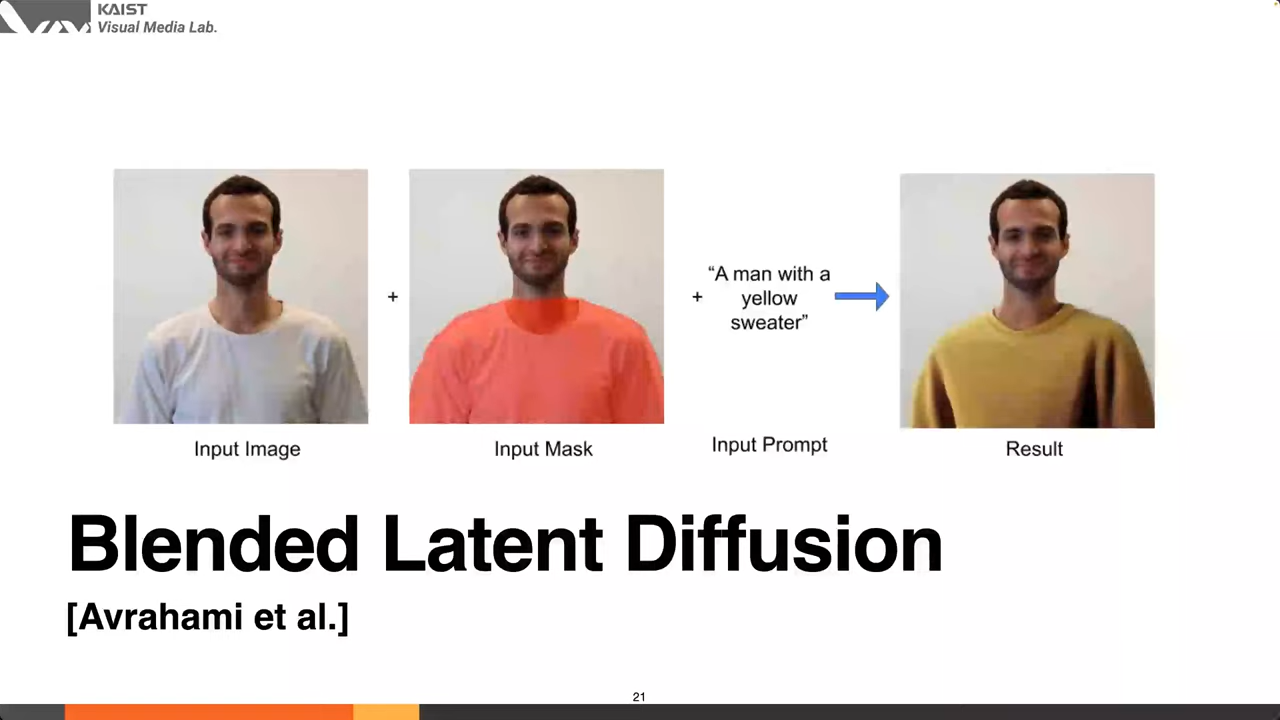 KAIST
Visual Media Lab.
+
+
“A man with a
yellow
sweater”
Input Image
Input Mask
Input Prompt
Result
Blended Latent Diffusion
[Avrahami et al.]
21